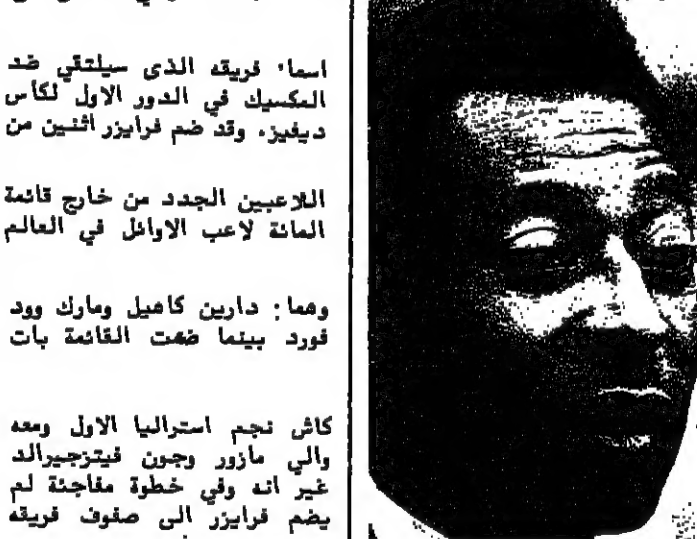 اسماء فريقه الذى سيلتقي ضد
المكسيك في الدور الاول لكأس
ديفيز. وقد ضم فرايزر اثنين من
اللاعبين الجدد من خارج قائمة
المائة لاعب الاوائل في العالم
وهما: دارين كاهيل ومارك وود
فورد بينما ضمت القائمة بات
كاش نجم استراليا الاول ومعه
والي مازور وجون فيتزجيرالد
غير انه وفي خطوة مفاجئة لم
يضم فرايزر الى صفوف فريقه